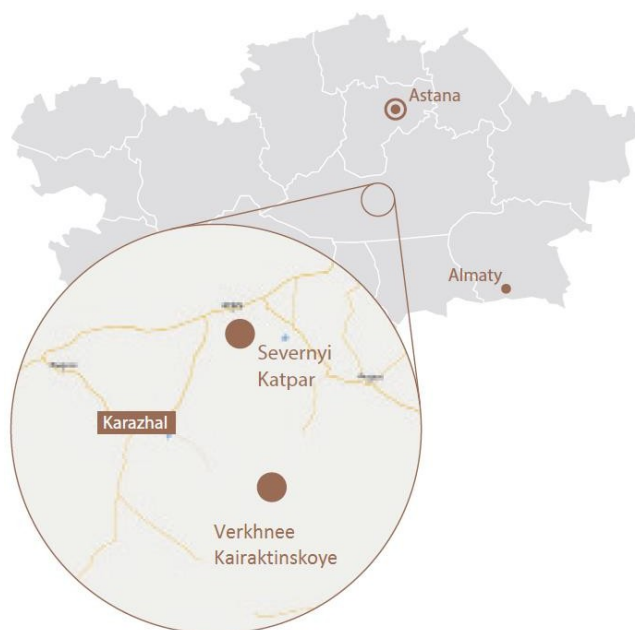 Astana
Almaty
Severnyi
Katpar
Karazhal
Verkhnee
Kairaktinskoye